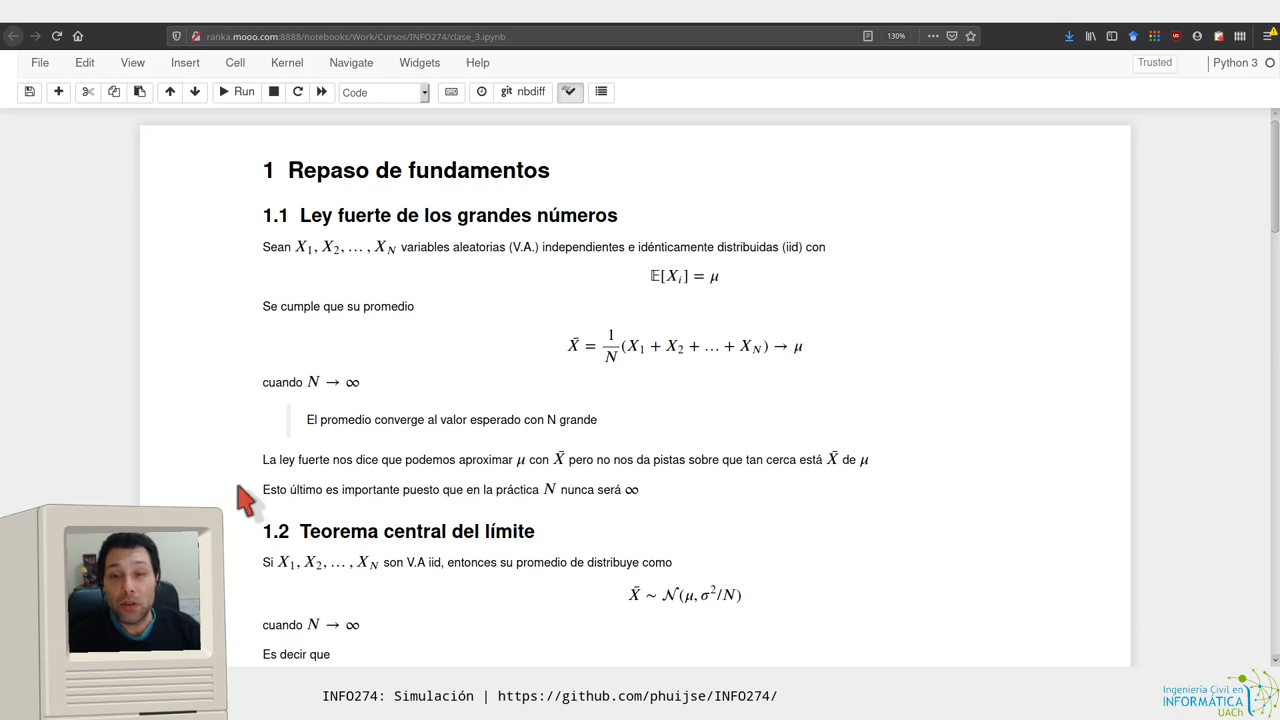 ranka.mooo.com:8888/notebooks/Work/Cursos/INFO274/clase_3.ipynb
130%
File Edit View Insert Cell Kernel Navigate Widgets Help
Trusted
Python 3
Run
Code
git nbdiff
1 Repaso de fundamentos
1.1 Ley fuerte de los grandes números
Sean X₁, X₂, …, X_N variables aleatorias (V.A.) independientes e idénticamente distribuidas (iid) con
𝔼[Xᵢ] = μ
Se cumple que su promedio
X̄ = 1/N (X₁ + X₂ + … + X_N) → μ
cuando N → ∞
El promedio converge al valor esperado con N grande
La ley fuerte nos dice que podemos aproximar μ con X̄ pero no nos da pistas sobre que tan cerca está X̄ de μ
Esto último es importante puesto que en la práctica N nunca será ∞
1.2 Teorema central del límite
Si X₁, X₂, …, X_N son V.A iid, entonces su promedio de distribuye como
X̄ ∼ 𝒩(μ, σ²/N)
cuando N → ∞
Es decir que
INFO274: Simulación | https://github.com/phuijse/INFO274/
Ingeniería Civil en
INFORMÁTICA
UACh